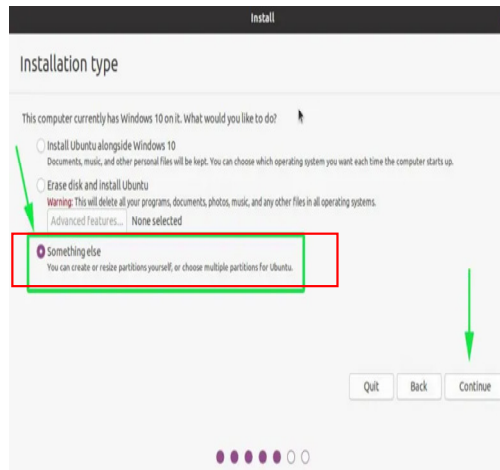 Install
Installation type
This computer currently has Windows 10 on it. What would you like to do?
Install Ubuntu alongside Windows 10
Documents, music, and other personal files will be kept. You can choose which operating system you want each time the computer starts up.
Erase disk and install Ubuntu
Warning: This will delete all your programs, documents, photos, music, and any other files in all operating systems.
Advanced features... None selected
Something else
You can create or resize partitions yourself, or choose multiple partitions for Ubuntu.
Quit Back Continue